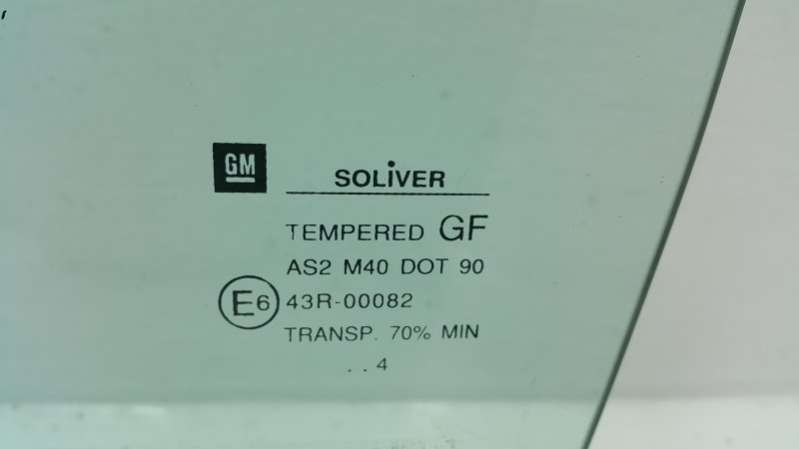 GM
SOLiVER
TEMPERED GF
AS2 M40 DOT 90
E6 43R-00082
TRANSP. 70% MIN
. . 4